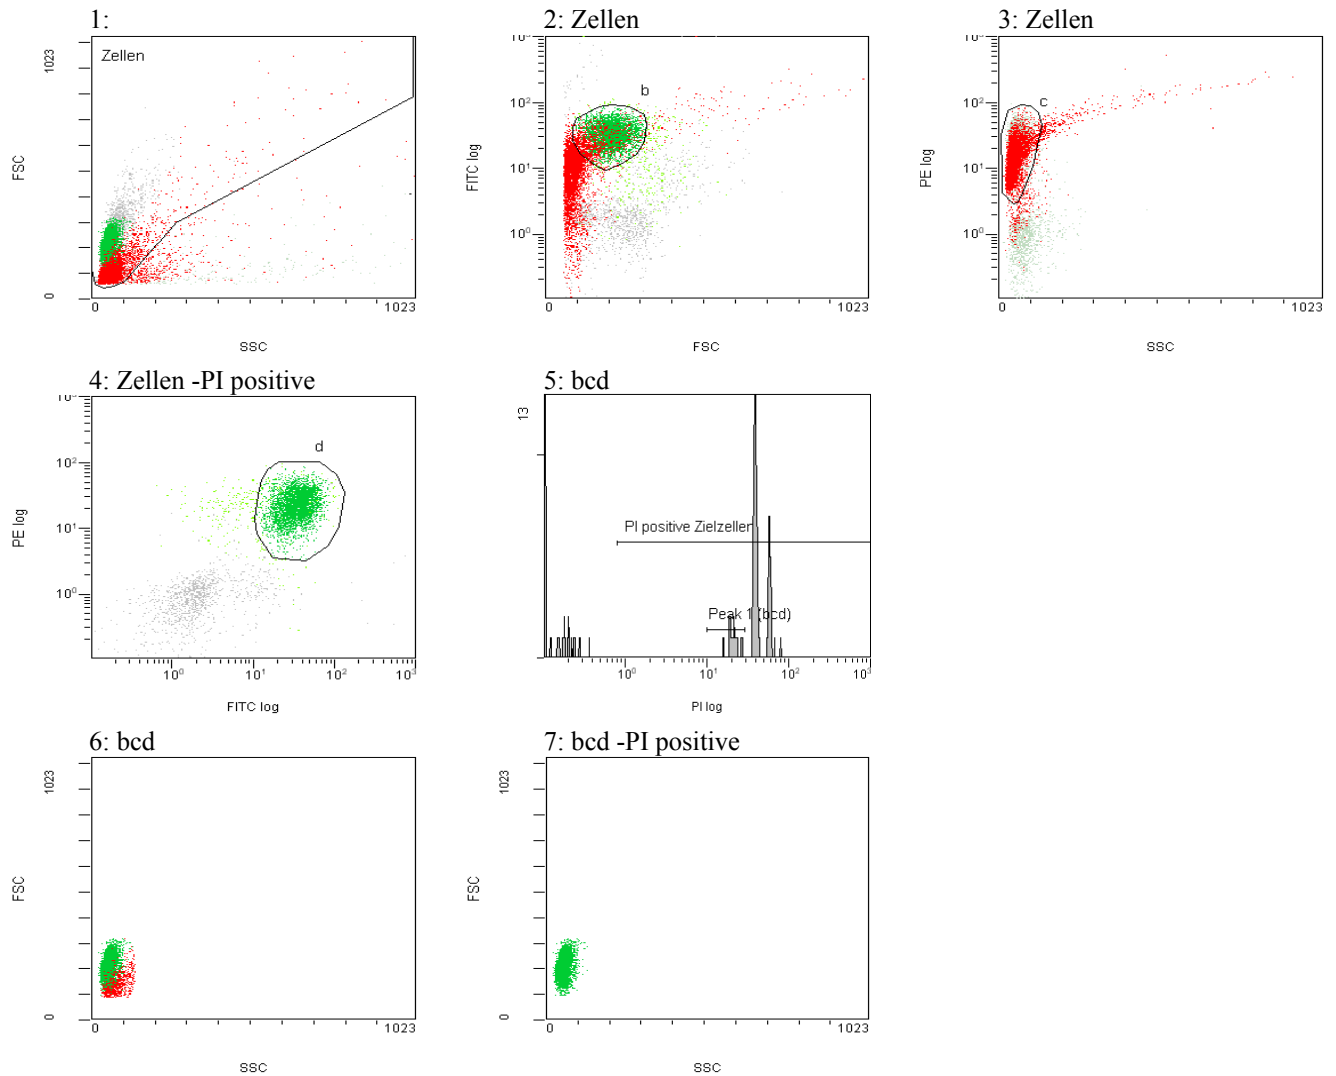 1:
1023
Zellen
FSC
0
0
1023
SSC
2: Zellen
10³
b
10²
FITC log
10¹
10⁰
0
1023
FSC
3: Zellen
10³
c
10²
PE log
10¹
10⁰
0
1023
SSC
4: Zellen -PI positive
10³
d
10²
PE log
10¹
10⁰
10⁰ 10¹ 10² 10³
FITC log
5: bcd
13
PI positive Zielzellen
Peak 1 (bcd)
10⁰ 10¹ 10² 10³
PI log
6: bcd
1023
FSC
0
0
1023
SSC
7: bcd -PI positive
1023
FSC
0
0
1023
SSC